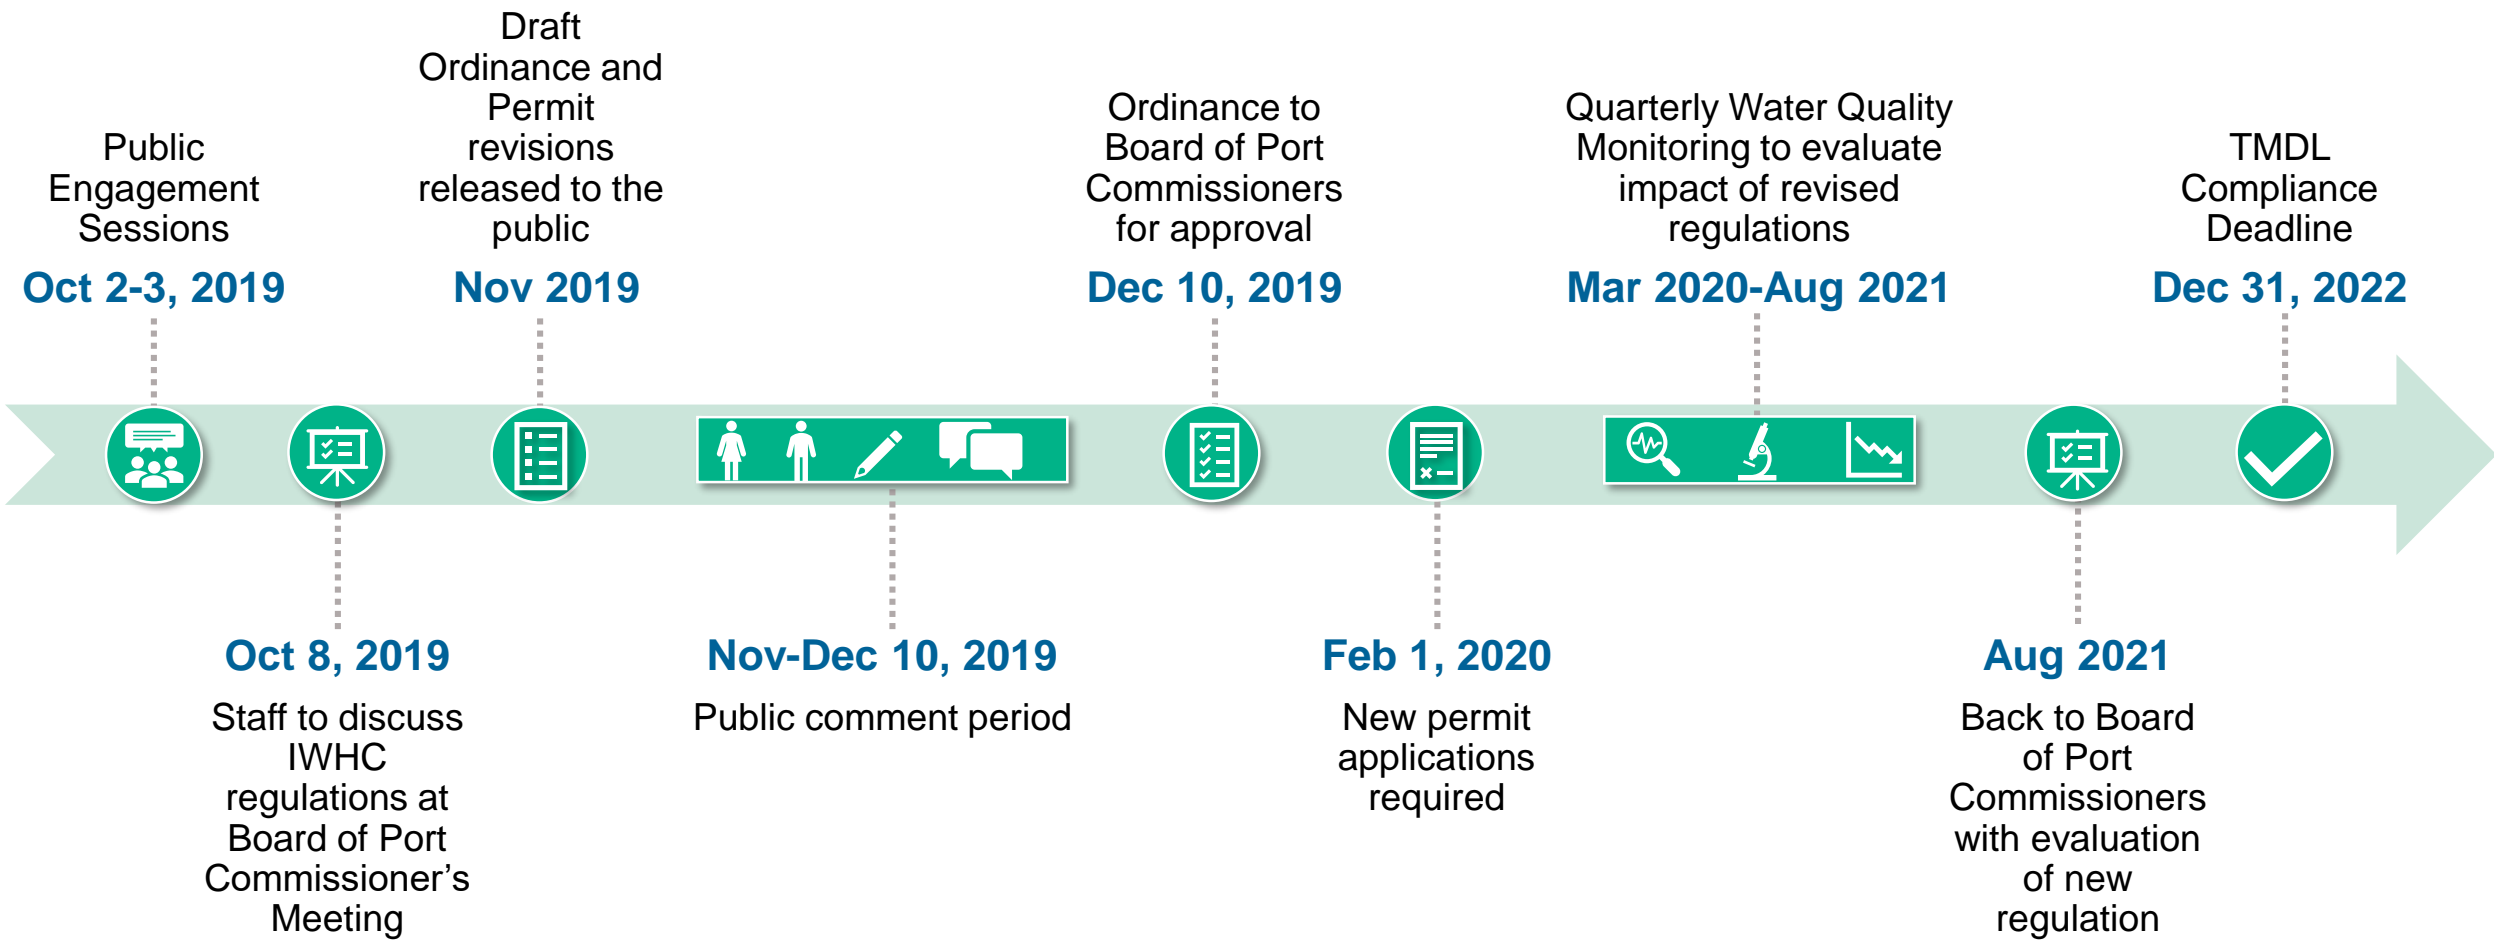 Public
Engagement
Sessions
Oct 2-3, 2019
Oct 8, 2019
Staff to discuss
IWHC
regulations at
Board of Port
Commissioner’s
Meeting
Draft
Ordinance and
Permit
revisions
released to the
public
Nov 2019
Nov-Dec 10, 2019
Public comment period
Ordinance to
Board of Port
Commissioners
for approval
Dec 10, 2019
Feb 1, 2020
New permit
applications
required
Quarterly Water Quality
Monitoring to evaluate
impact of revised
regulations
Mar 2020-Aug 2021
Aug 2021
Back to Board
of Port
Commissioners
with evaluation
of new
regulation
TMDL
Compliance
Deadline
Dec 31, 2022